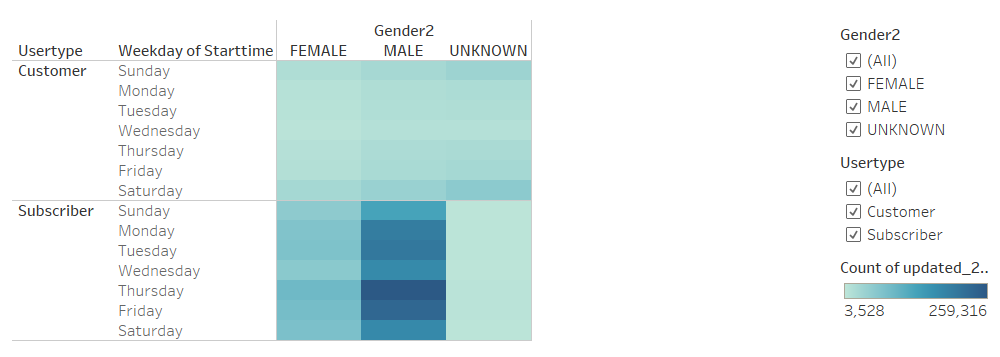 Gender2
Usertype Weekday of Starttime FEMALE MALE UNKNOWN
Customer Sunday
Monday
Tuesday
Wednesday
Thursday
Friday
Saturday
Subscriber Sunday
Monday
Tuesday
Wednesday
Thursday
Friday
Saturday
Gender2
(All)
FEMALE
MALE
UNKNOWN
Usertype
(All)
Customer
Subscriber
Count of updated_2..
3,528 259,316